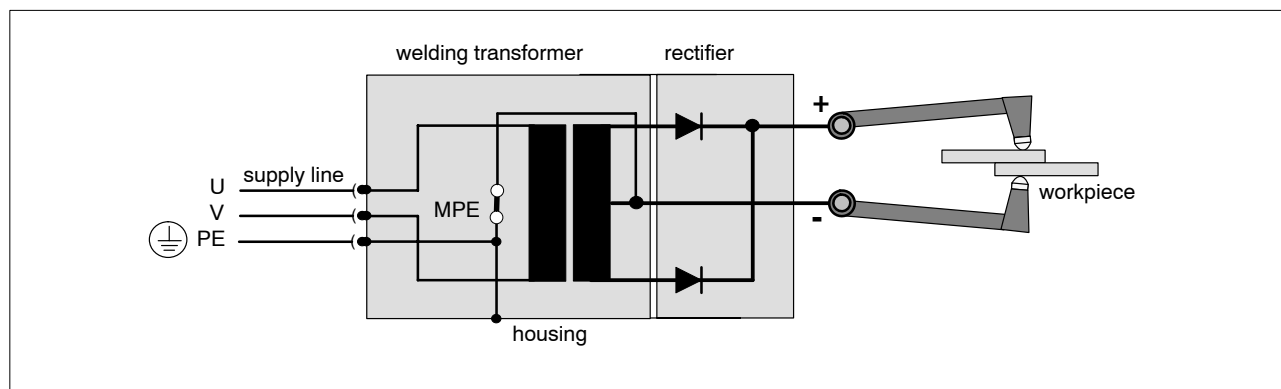 welding transformer
rectifier
+
supply line
U
V
MPE
PE
-
workpiece
housing